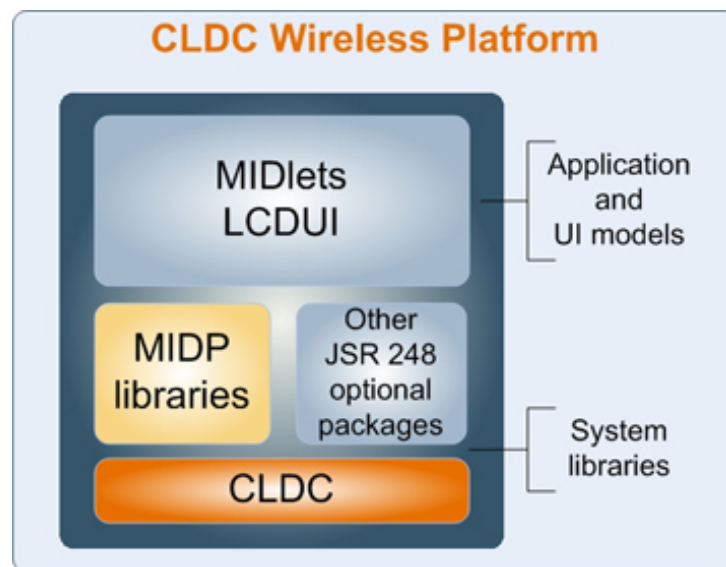 CLDC Wireless Platform
MIDlets
LCDUI
Application
and
UI models
MIDP
libraries
Other
JSR 248
optional
packages
System
libraries
CLDC